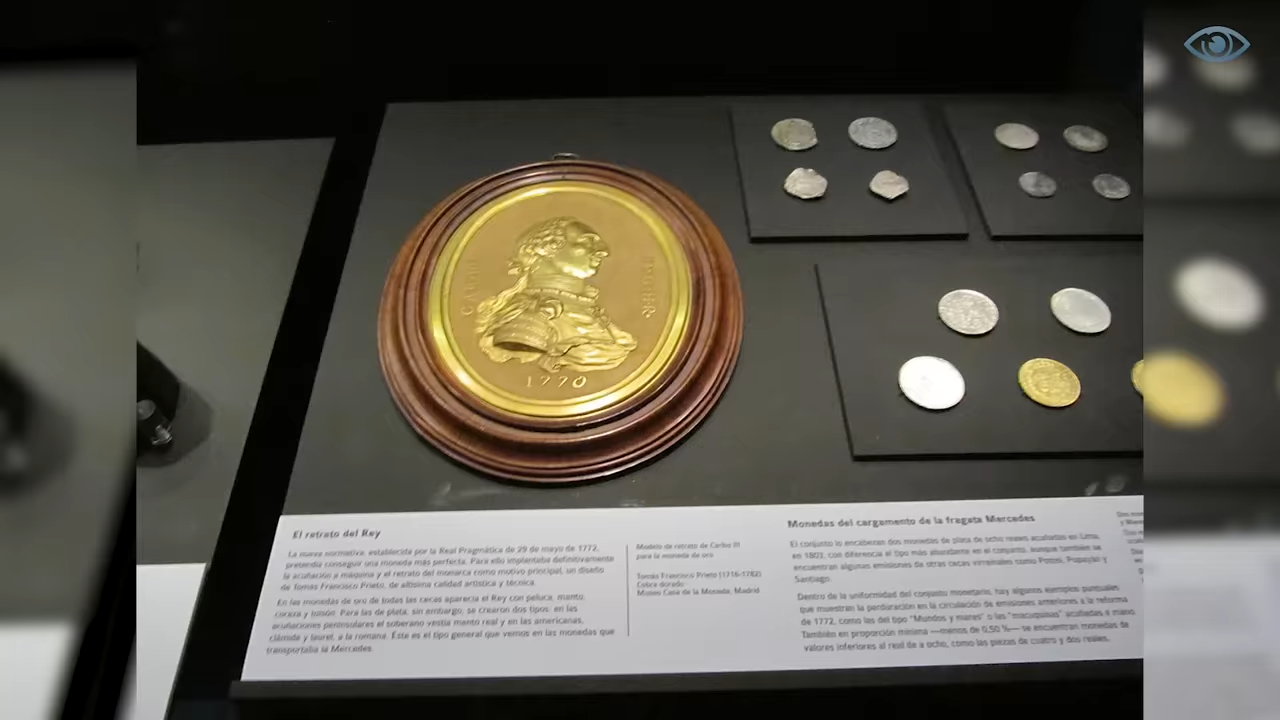 1770
El retrato del Rey
La nueva normativa, establecida por la Real Pragmática de 29 de mayo de 1772,
pretendía conseguir una moneda más perfecta. Para ello implantaba definitivamente
la acuñación a máquina y el retrato del monarca como motivo principal, un diseño
de Tomás Francisco Prieto, de altísima calidad artística y técnica.
En las monedas de oro de todas las cecas aparecía el Rey con peluca, manto,
coraza y toisón. Para las de plata, sin embargo, se crearon dos tipos: en las
acuñaciones peninsulares el soberano vestía manto real y en las americanas,
clámide y laurel, a la romana. Éste es el tipo general que vemos en las monedas que
transportaba la Mercedes.
Modelo de retrato de Carlos III
para la moneda de oro
Tomás Francisco Prieto (1716-1782)
Cobre dorado
Museo Casa de la Moneda, Madrid
Monedas del cargamento de la fragata Mercedes
El conjunto lo encabezan dos monedas de plata de ocho reales acuñadas en Lima,
en 1803, con diferencia el tipo más abundante en el conjunto, aunque también se
encuentran algunas emisiones de otras cecas virreinales como Potosí, Popayán y
Santiago.
Dentro de la uniformidad del conjunto monetario, hay algunos ejemplos puntuales
que muestran la perduración en la circulación de emisiones anteriores a la reforma
de 1772, como las del tipo "Mundos y mares" o las "macuquinas" acuñadas a mano.
También en proporción mínima —menos de 0,50 %— se encuentran monedas de
valores inferiores al real de a ocho, como las piezas de cuatro y dos reales.